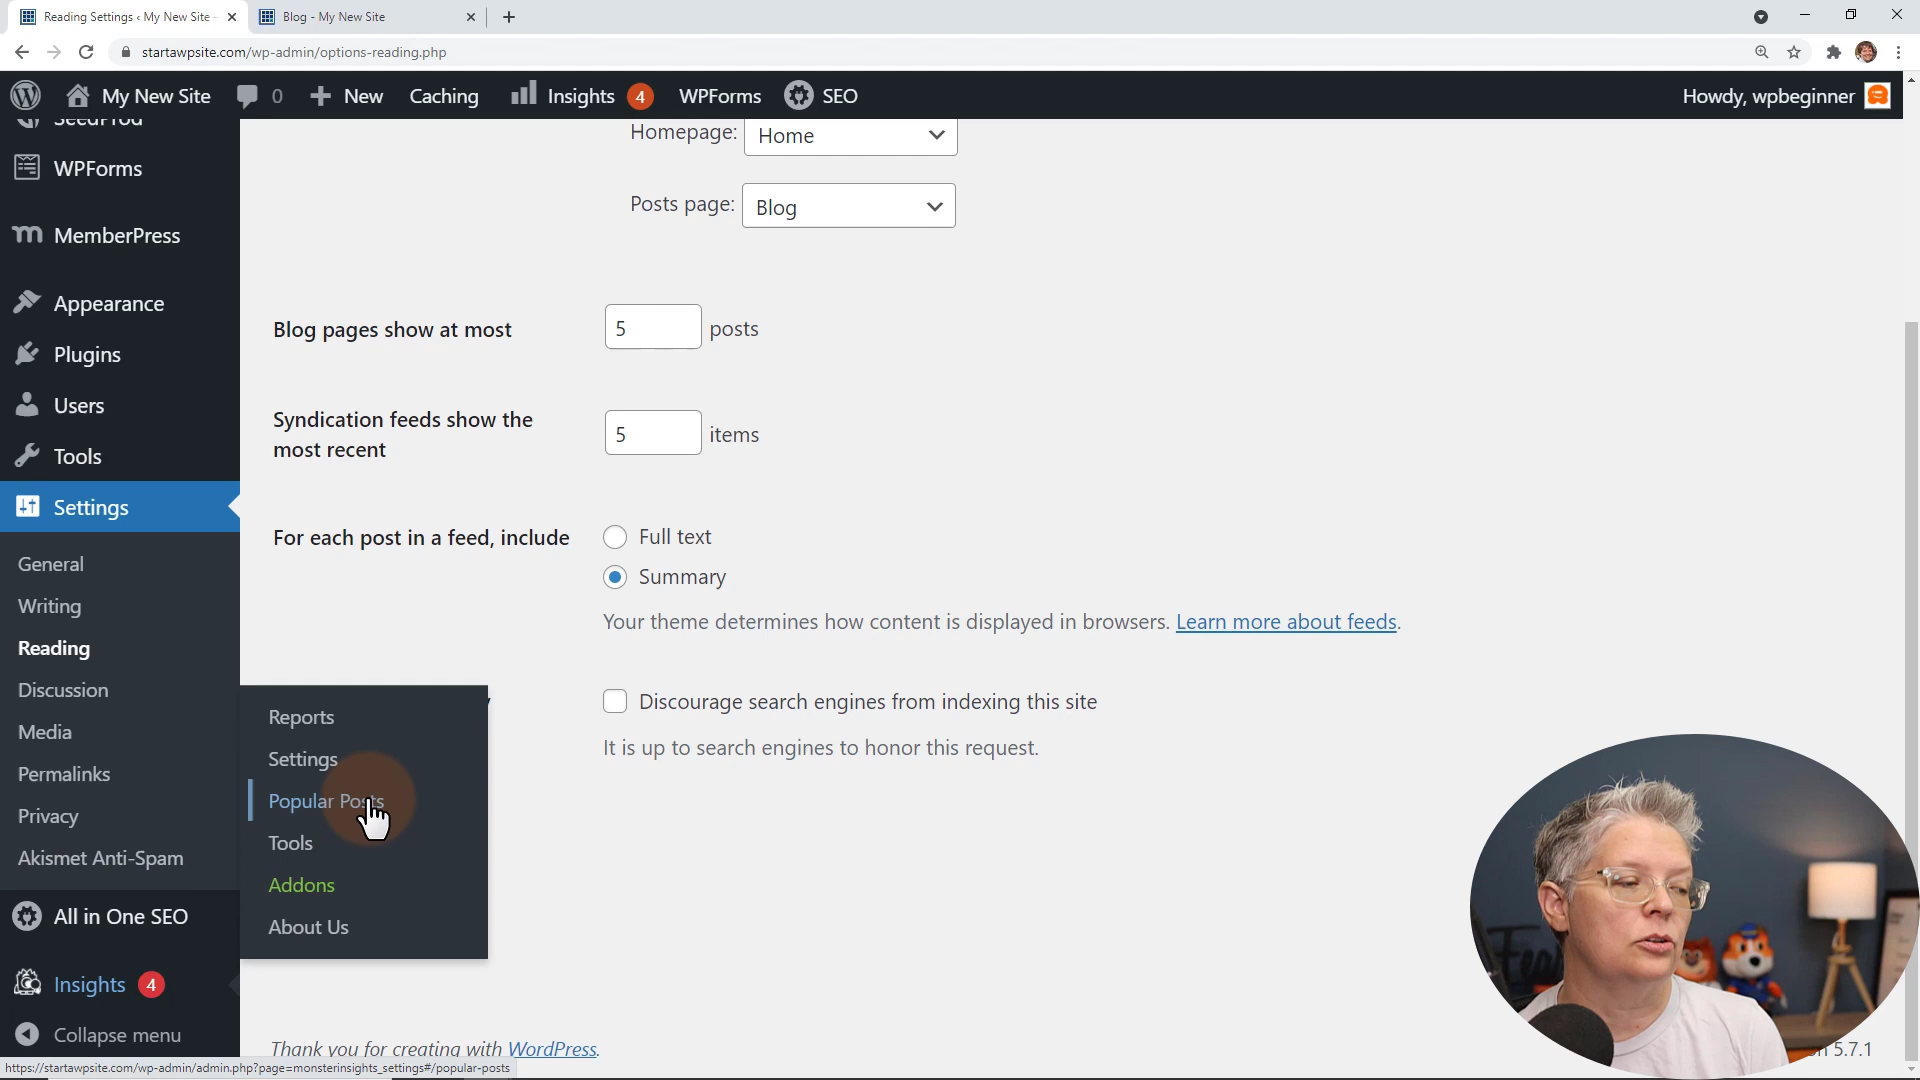 Reading Settings ‹ My New Site -
Blog - My New Site
startawpsite.com/wp-admin/options-reading.php
My New Site
0
New
Caching
Insights 4
WPForms
SEO
Howdy, wpbeginner
SeedProd
WPForms
MemberPress
Appearance
Plugins
Users
Tools
Settings
General
Writing
Reading
Discussion
Media
Permalinks
Privacy
Akismet Anti-Spam
All in One SEO
Insights 4
Collapse menu
Reports
Settings
Popular Posts
Tools
Addons
About Us
Homepage: Home
Posts page: Blog
Blog pages show at most 5 posts
Syndication feeds show the
most recent
5 items
For each post in a feed, include
Full text
Summary
Your theme determines how content is displayed in browsers. Learn more about feeds.
Discourage search engines from indexing this site
It is up to search engines to honor this request.
Thank you for creating with WordPress.
5.7.1
https://startawpsite.com/wp-admin/admin.php?page=monsterinsights_settings#/popular-posts